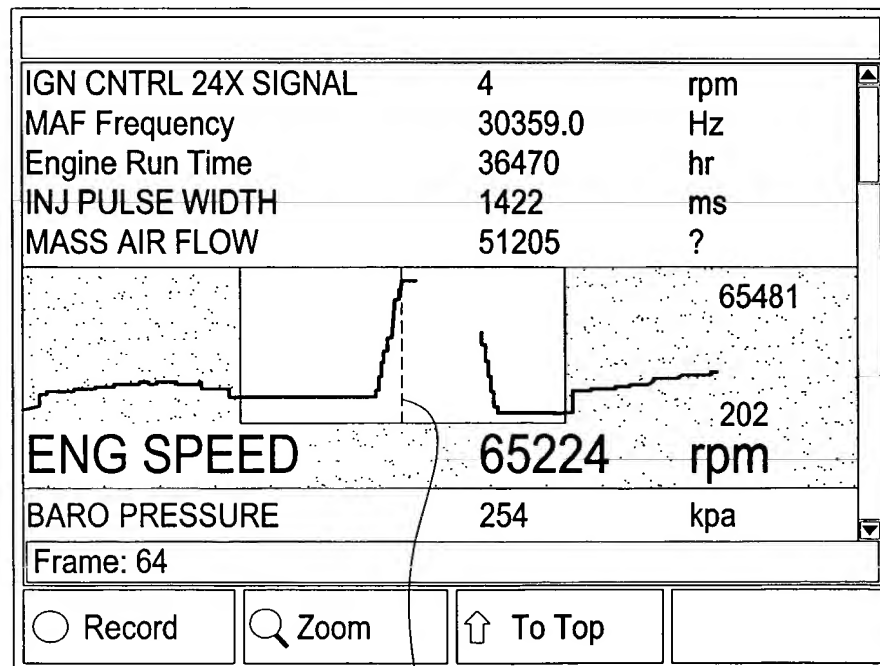 IGN CNTRL 24X SIGNAL 4 rpm
MAF Frequency 30359.0 Hz
Engine Run Time 36470 hr
INJ PULSE WIDTH 1422 ms
MASS AIR FLOW 51205 ?
65481
202
ENG SPEED 65224 rpm
BARO PRESSURE 254 kpa
Frame: 64
Record Zoom To Top